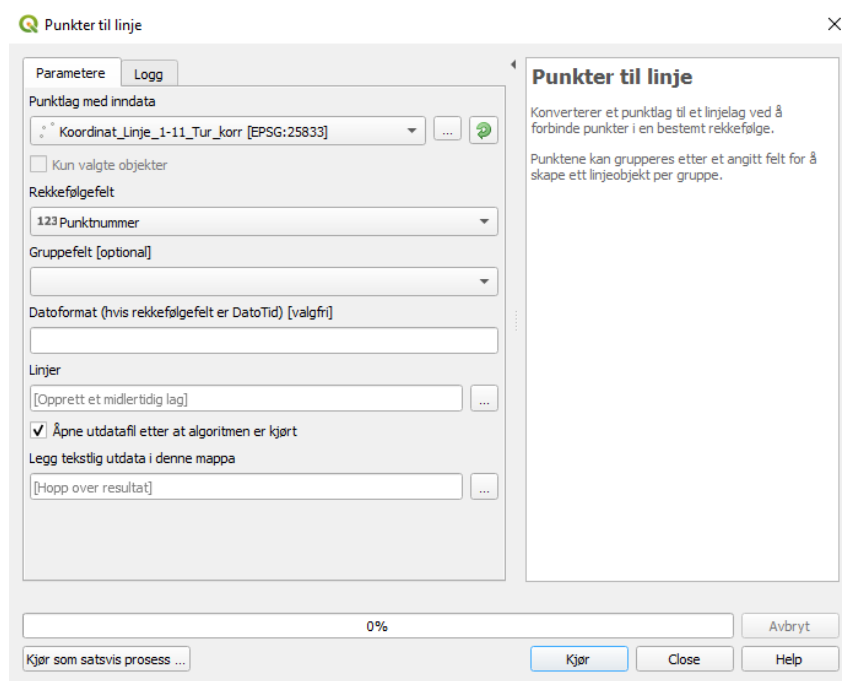 Punkter til linje
Parametere
Logg
Punktlag med inndata
Koordinat_Linje_1-11_Tur_korr [EPSG:25833]
...
Kun valgte objekter
Rekkefølgefelt
123 Punktnummer
Gruppefelt [optional]
Datoformat (hvis rekkefølgefelt er DatoTid) [valgfri]
Linjer
[Opprett et midlertidig lag]
...
Åpne utdatafil etter at algoritmen er kjørt
Legg tekstlig utdata i denne mappa
[Hopp over resultat]
...
Punkter til linje
Konverterer et punktlag til et linjelag ved å
forbinde punkter i en bestemt rekkefølge.
Punktene kan grupperes etter et angitt felt for å
skape ett linjeobjekt per gruppe.
0%
Avbryt
Kjør som satsvis prosess ...
Kjør
Close
Help